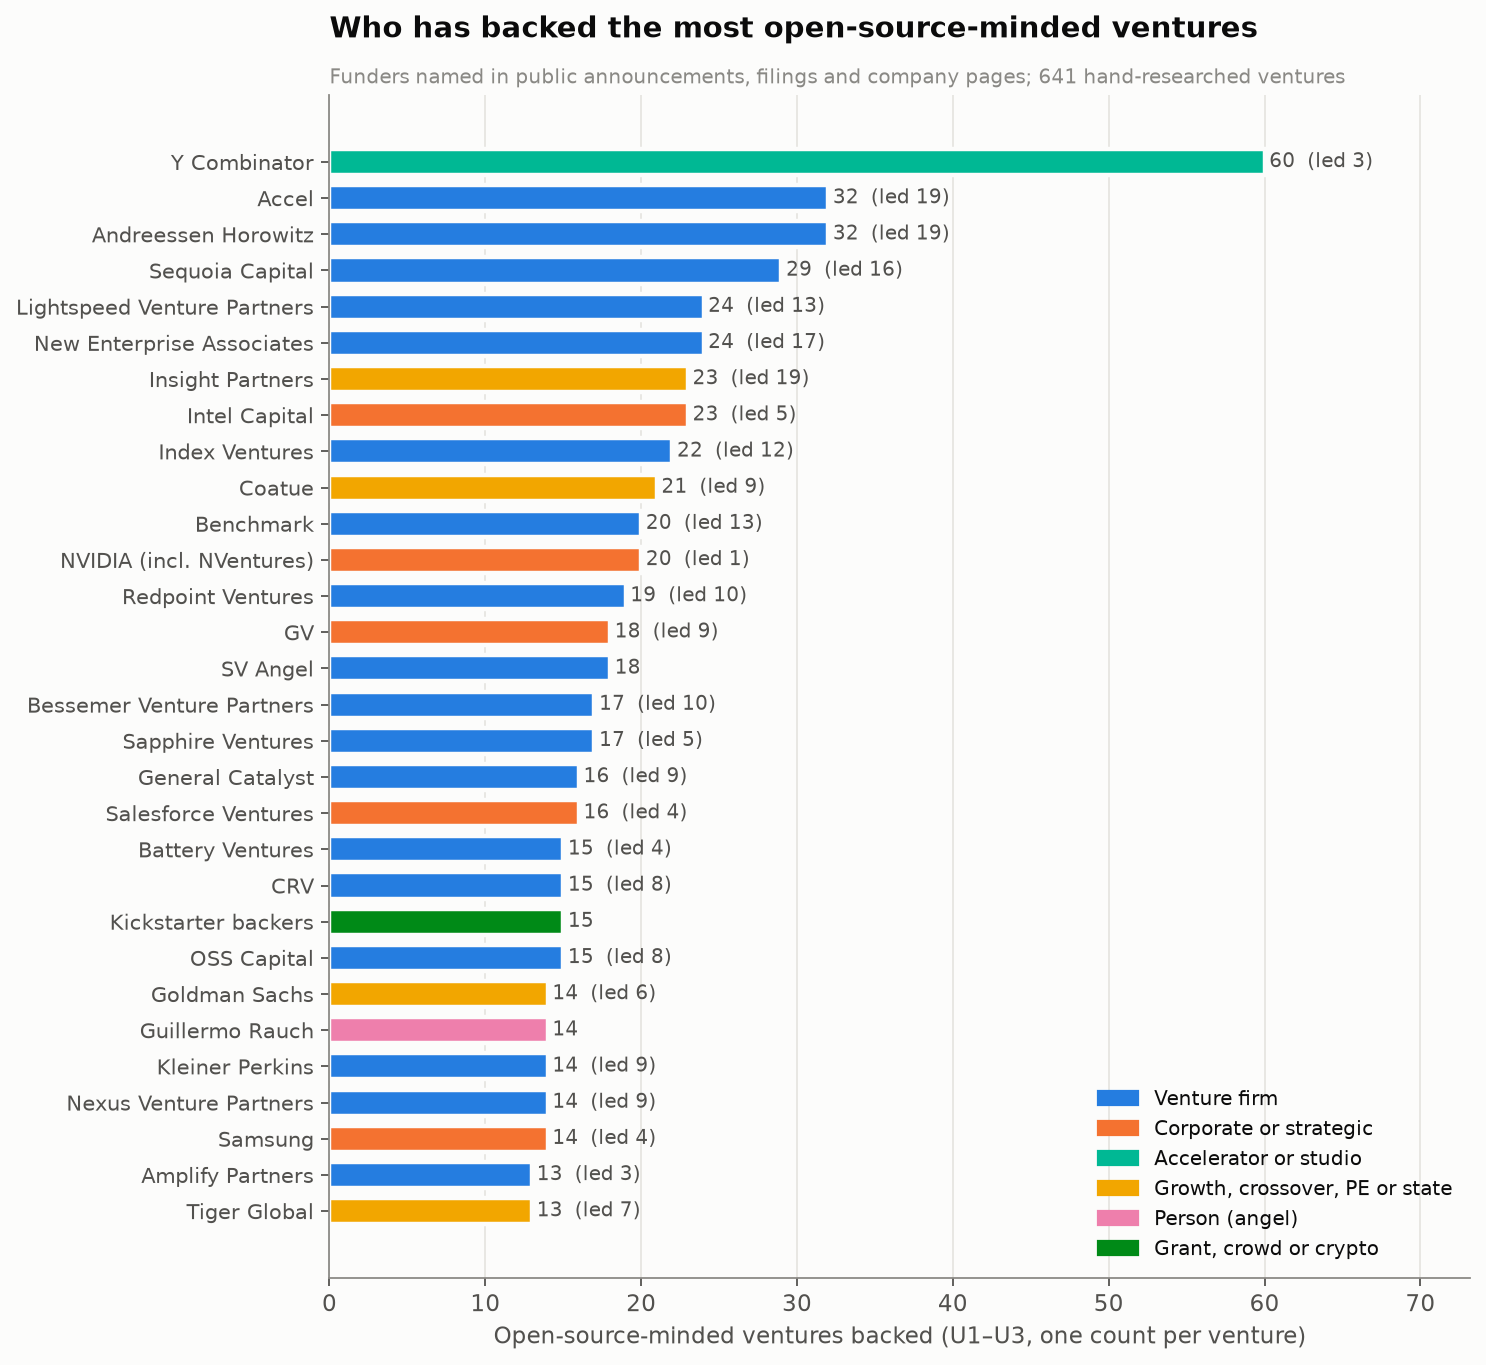 Who has backed the most open-source-minded ventures
Funders named in public announcements, filings and company pages; 641 hand-researched ventures
Y Combinator 60 (led 3)
Accel 32 (led 19)
Andreessen Horowitz 32 (led 19)
Sequoia Capital 29 (led 16)
Lightspeed Venture Partners 24 (led 13)
New Enterprise Associates 24 (led 17)
Insight Partners 23 (led 19)
Intel Capital 23 (led 5)
Index Ventures 22 (led 12)
Coatue 21 (led 9)
Benchmark 20 (led 13)
NVIDIA (incl. NVentures) 20 (led 1)
Redpoint Ventures 19 (led 10)
GV 18 (led 9)
SV Angel 18
Bessemer Venture Partners 17 (led 10)
Sapphire Ventures 17 (led 5)
General Catalyst 16 (led 9)
Salesforce Ventures 16 (led 4)
Battery Ventures 15 (led 4)
CRV 15 (led 8)
Kickstarter backers 15
OSS Capital 15 (led 8)
Goldman Sachs 14 (led 6)
Guillermo Rauch 14
Kleiner Perkins 14 (led 9)
Nexus Venture Partners 14 (led 9)
Samsung 14 (led 4)
Amplify Partners 13 (led 3)
Tiger Global 13 (led 7)
Venture firm
Corporate or strategic
Accelerator or studio
Growth, crossover, PE or state
Person (angel)
Grant, crowd or crypto
0 10 20 30 40 50 60 70
Open-source-minded ventures backed (U1–U3, one count per venture)